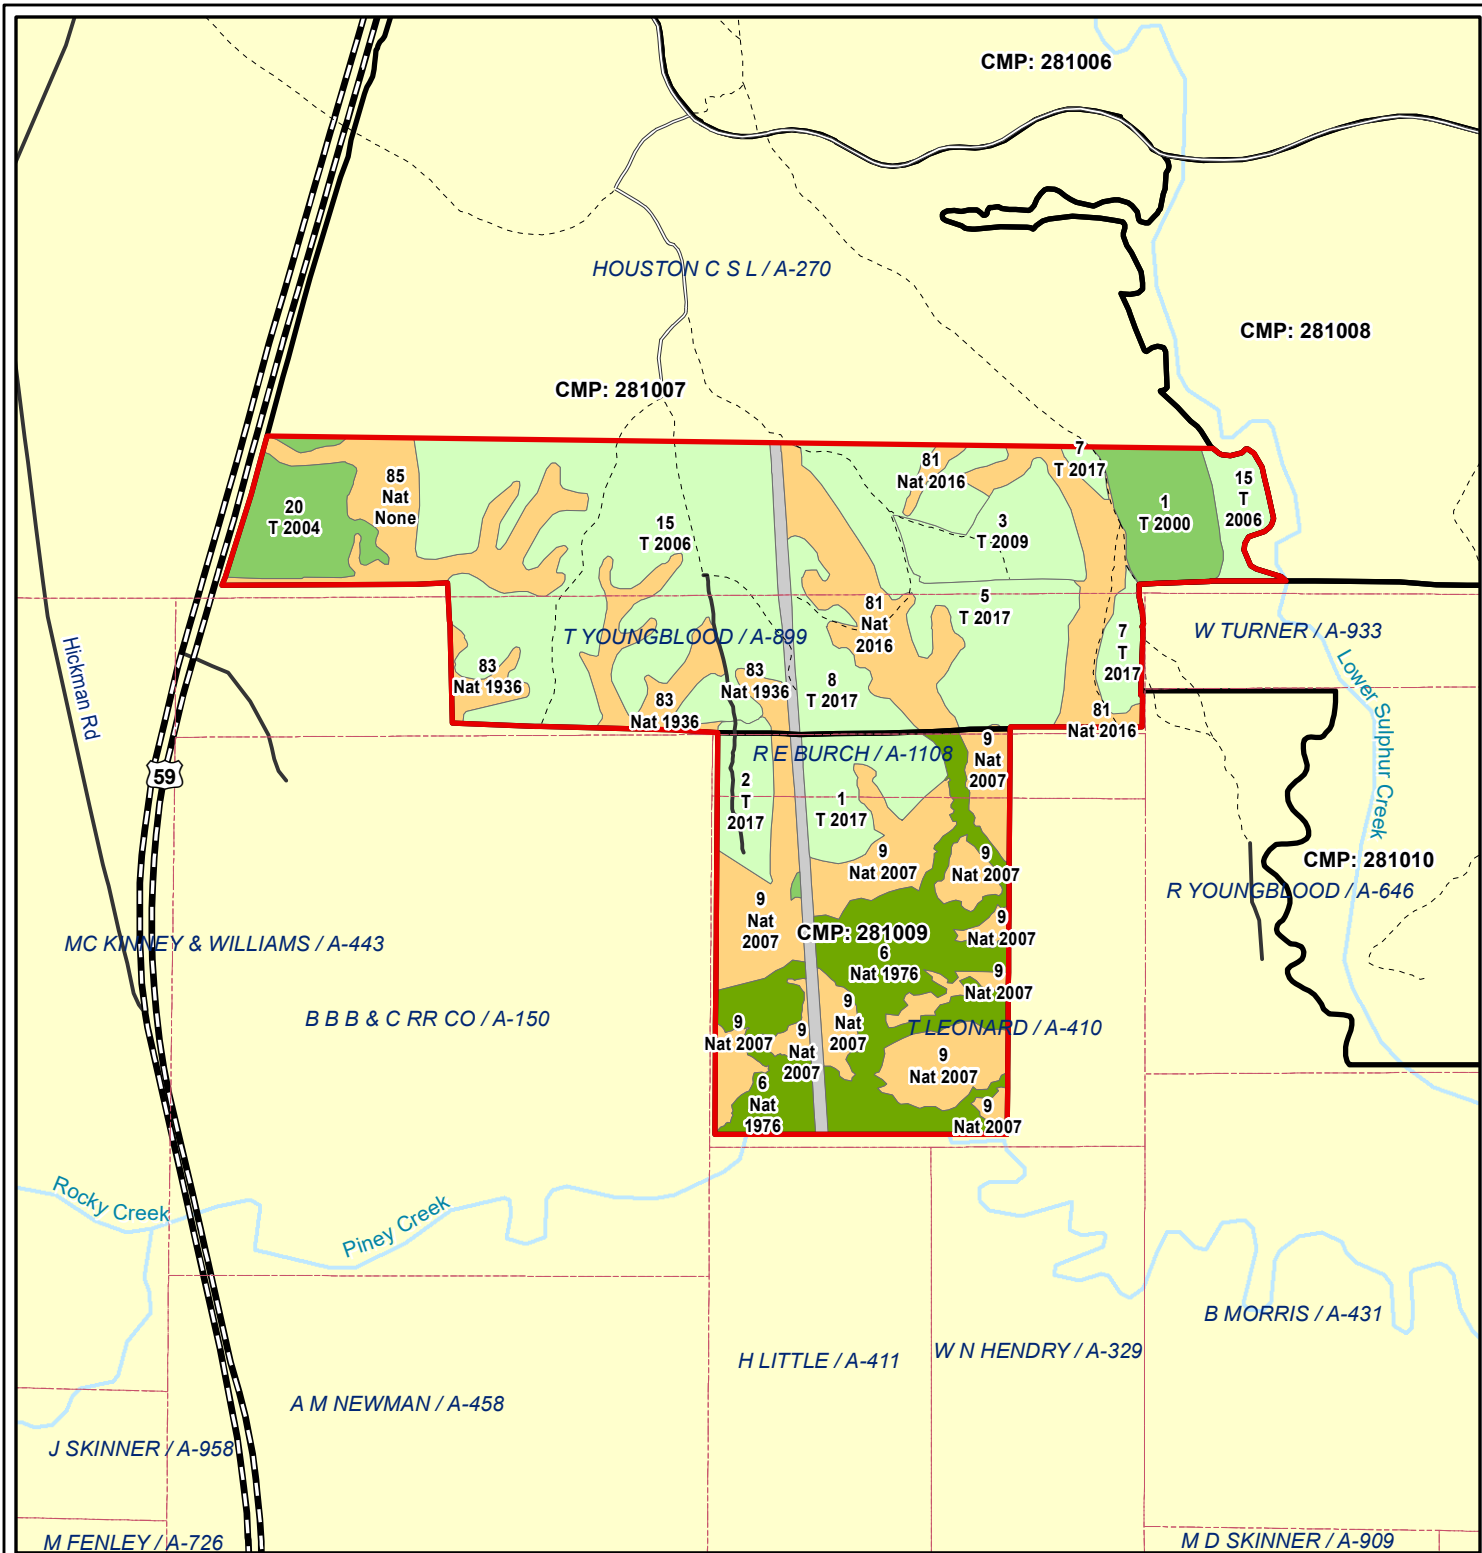 CMP: 281006
HOUSTON C S L / A-270
CMP: 281008
CMP: 281007
7
T 2017
81
Nat 2016
85
Nat
None
15
T
2006
20
T 2004
1
T 2000
15
T 2006
3
T 2009
5
T 2017
81
Nat
2016
T YOUNGBLOOD / A-899
W TURNER / A-933
7
T
2017
Hickman Rd
83
Nat 1936
83
Nat 1936
8
T 2017
83
Nat 1936
81
Nat 2016
Lower Sulphur Creek
59
R E BURCH / A-1108
9
Nat
2007
2
T
2017
1
T 2017
9
Nat 2007
9
Nat 2007
CMP: 281010
R YOUNGBLOOD / A-646
9
Nat
2007
CMP: 281009
9
Nat 2007
MC KINNEY & WILLIAMS / A-443
6
Nat 1976
9
Nat 2007
B B B & C RR CO / A-150
9
Nat 2007
9
Nat
2007
9
Nat
2007
T LEONARD / A-410
9
Nat 2007
6
Nat
1976
9
Nat 2007
Rocky Creek
Piney Creek
B MORRIS / A-431
H LITTLE / A-411
W N HENDRY / A-329
A M NEWMAN / A-458
J SKINNER / A-958
M FENLEY / A-726
M D SKINNER / A-909